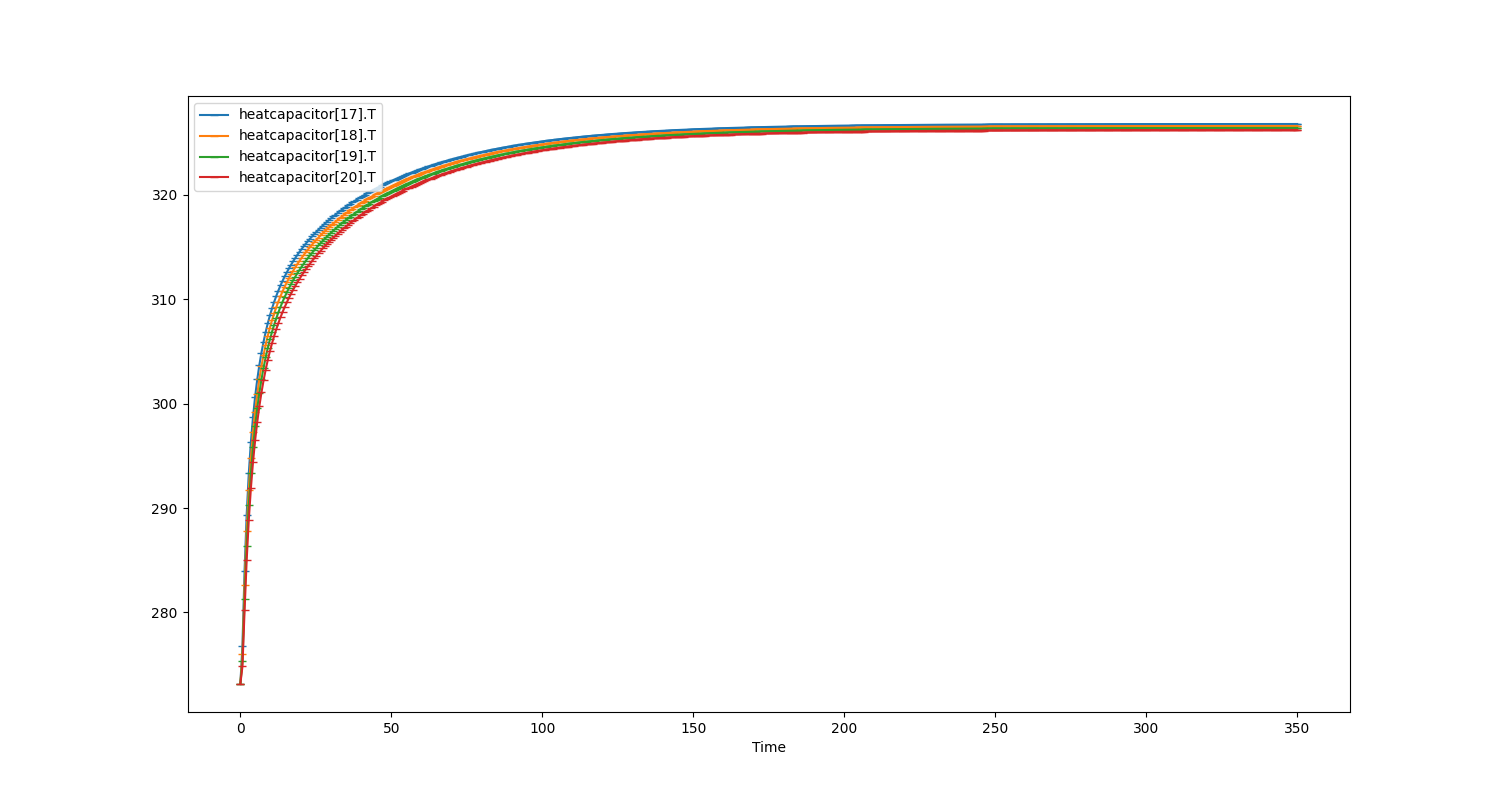 heatcapacitor[17].T
heatcapacitor[18].T
heatcapacitor[19].T
heatcapacitor[20].T
320
310
300
290
280
0 50 100 150 200 250 300 350
Time